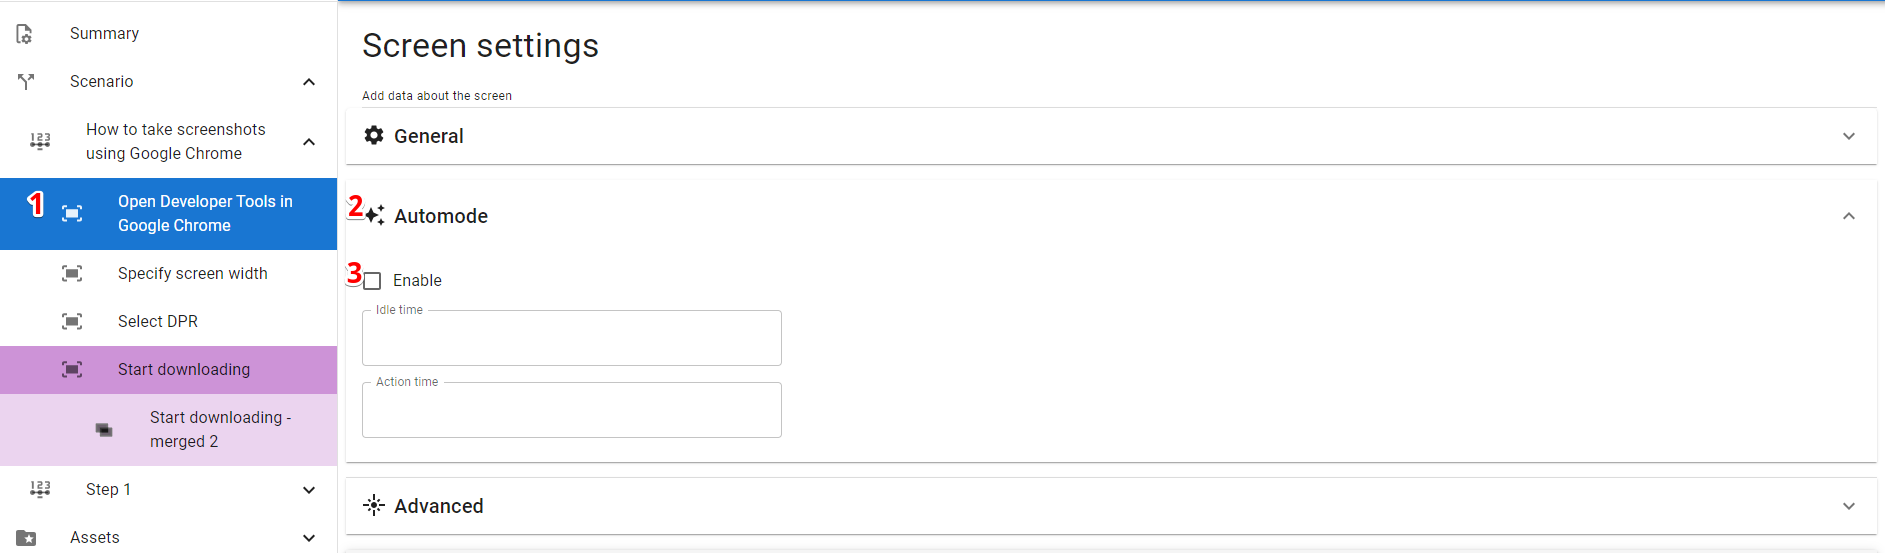 Summary
Scenario
123
How to take screenshots
using Google Chrome
1
Open Developer Tools in
Google Chrome
Specify screen width
Select DPR
Start downloading
Start downloading -
merged 2
123
Step 1
Assets
Screen settings
Add data about the screen
General
2
Automode
3
Enable
Idle time
Action time
Advanced